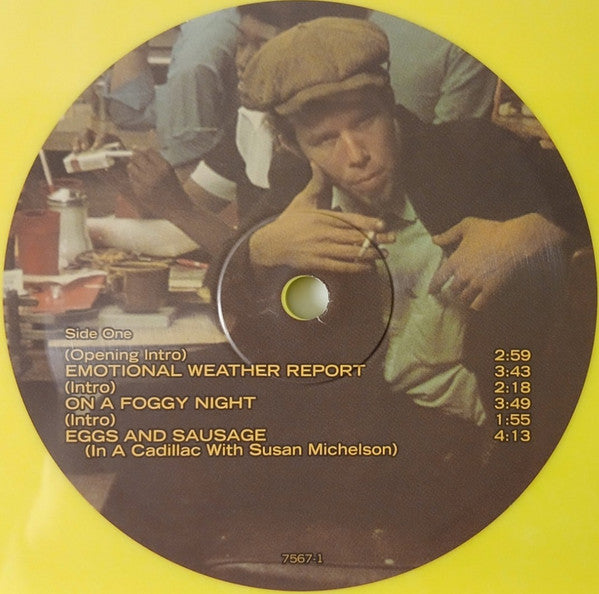 Side One
(Opening Intro) 2:59
EMOTIONAL WEATHER REPORT 3:43
(Intro) 2:18
ON A FOGGY NIGHT 3:49
(Intro) 1:55
EGGS AND SAUSAGE 4:13
(In A Cadillac With Susan Michelson)
7567-1